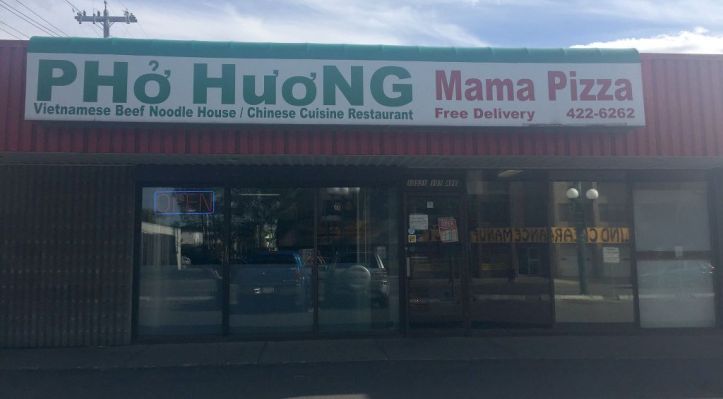 PHở HươNG
Vietnamese Beef Noodle House / Chinese Cuisine Restaurant
Mama Pizza
Free Delivery 422-6262
OPEN